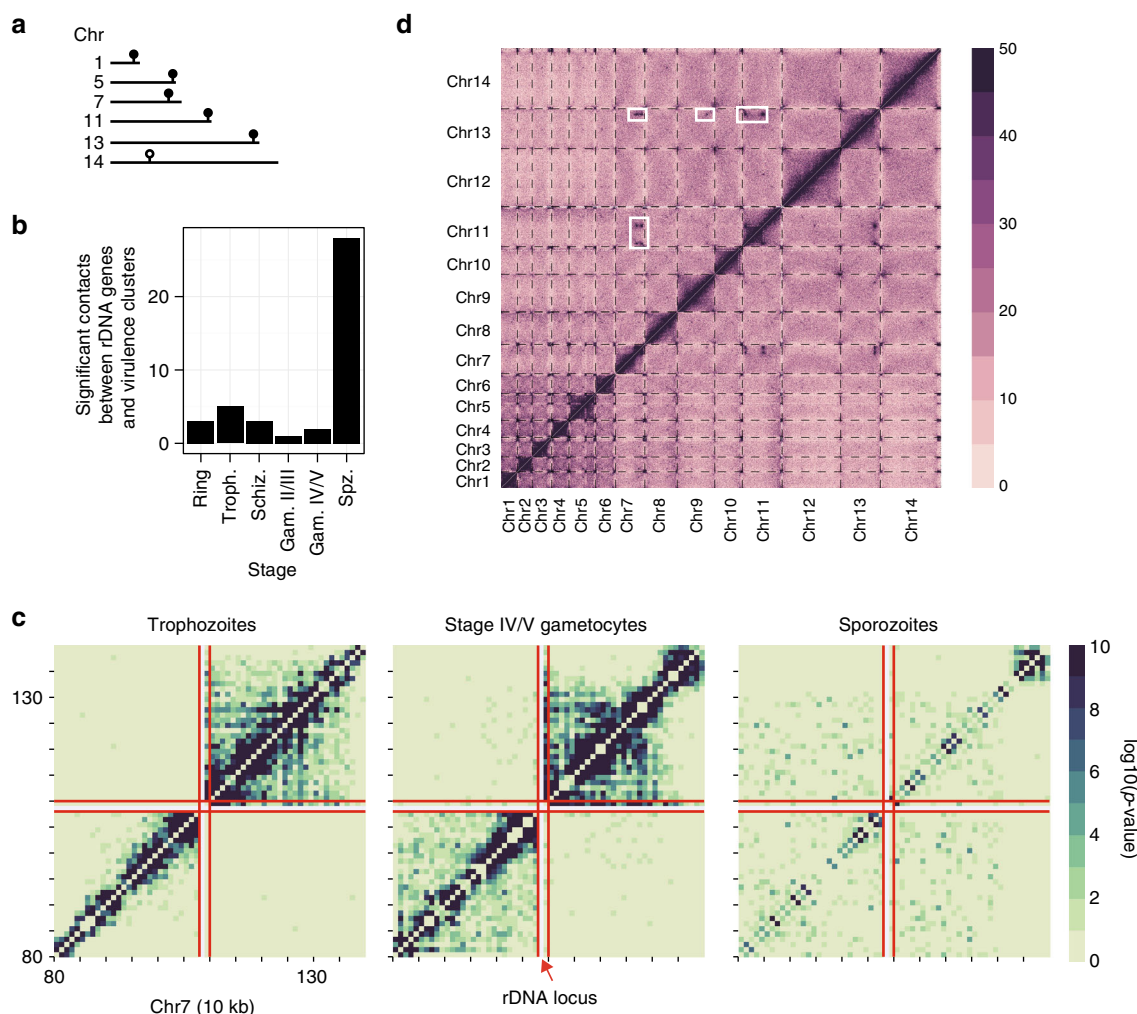 a
Chr
1
5
7
11
13
14
b
Significant contacts
between rDNA genes
and virulence clusters
20
10
0
Ring
Troph.
Schiz.
Gam. II/III
Gam. IV/V
Spz.
Stage
d
Chr14
Chr13
Chr12
Chr11
Chr10
Chr9
Chr8
Chr7
Chr6
Chr5
Chr4
Chr3
Chr2
Chr1
Chr1
Chr2
Chr3
Chr4
Chr5
Chr6
Chr7
Chr8
Chr9
Chr10
Chr11
Chr12
Chr13
Chr14
50
40
30
20
10
0
c
Trophozoites
Stage IV/V gametocytes
Sporozoites
130
80
80
130
Chr7 (10 kb)
rDNA locus
10
8
6
4
2
0
log10(p-value)